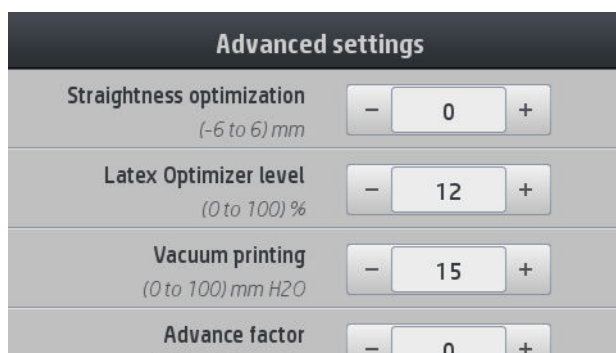 Advanced settings
Straightness optimization
(-6 to 6) mm
− 0 +
Latex Optimizer level
(0 to 100) %
− 12 +
Vacuum printing
(0 to 100) mm H2O
− 15 +
Advance factor
− 0 +